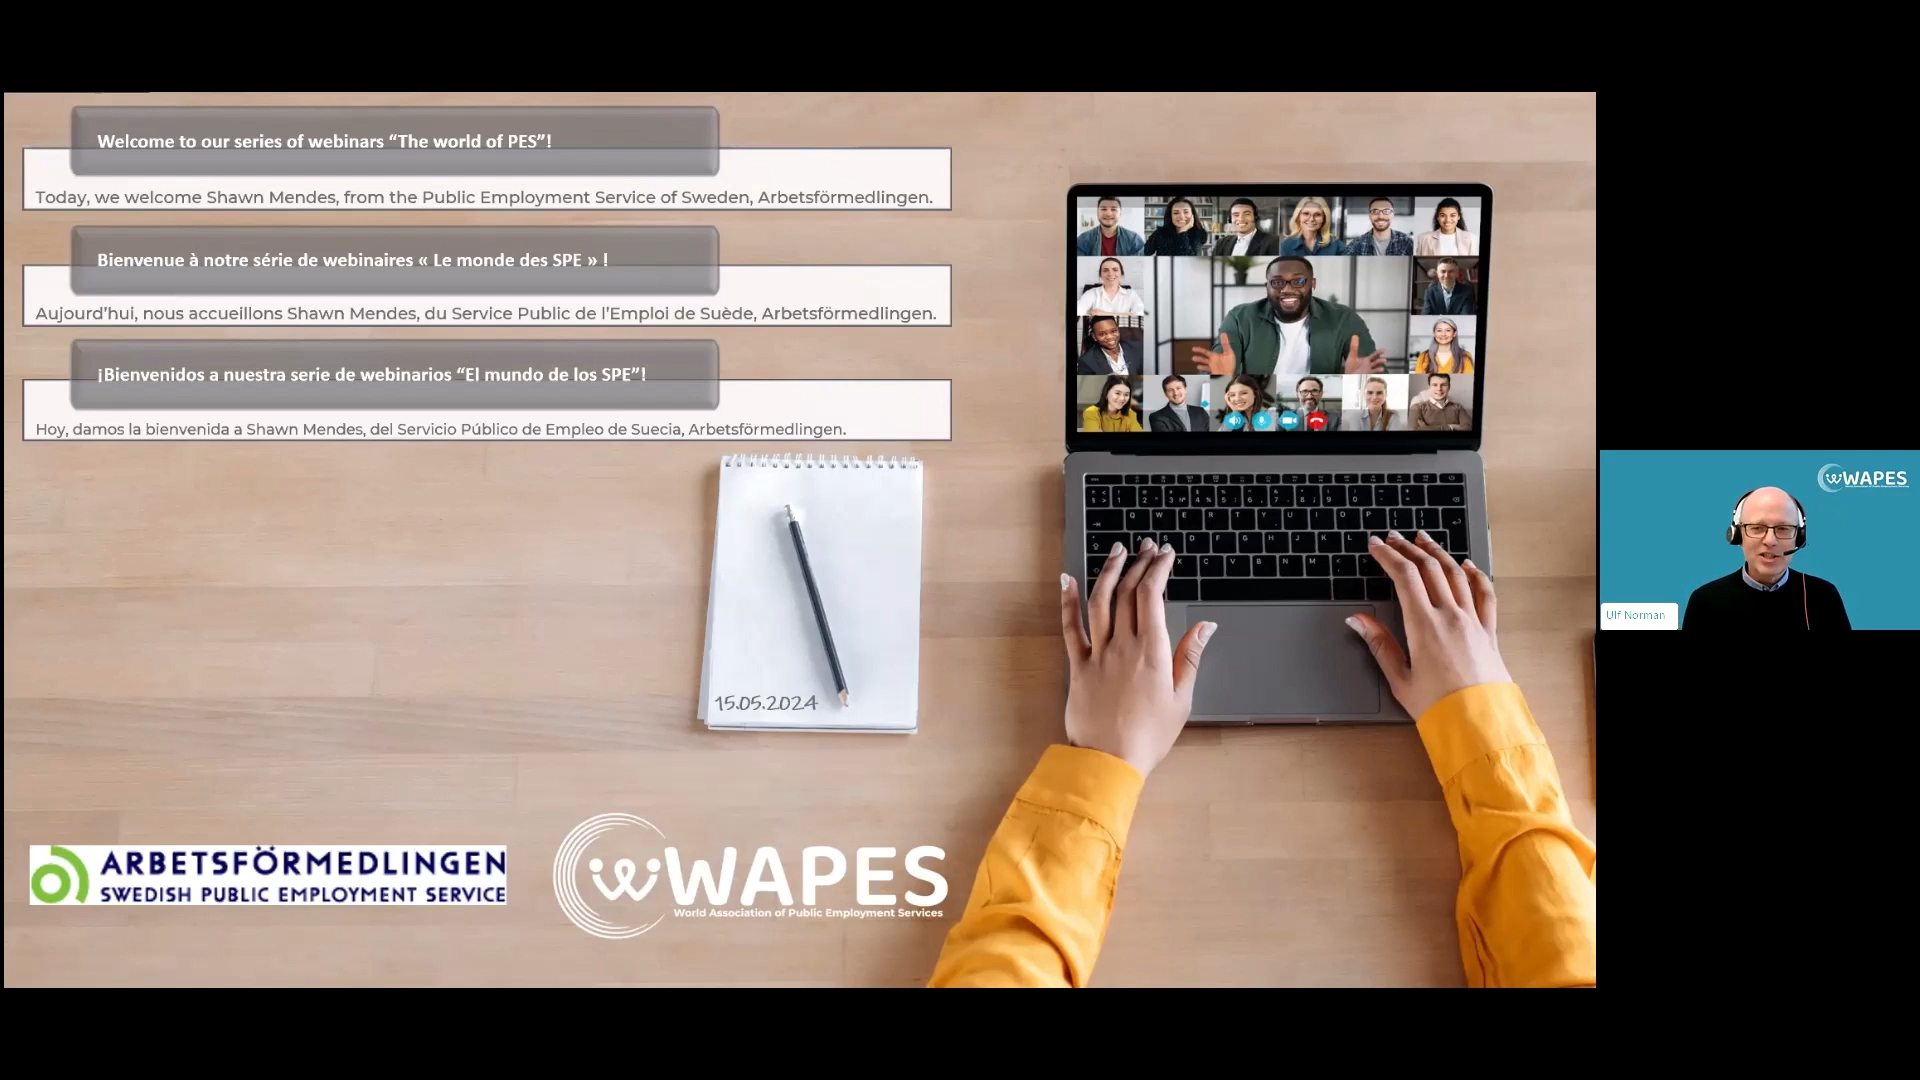 Welcome to our series of webinars “The world of PES”!
Today, we welcome Shawn Mendes, from the Public Employment Service of Sweden, Arbetsförmedlingen.
Bienvenue à notre série de webinaires « Le monde des SPE » !
Aujourd’hui, nous accueillons Shawn Mendes, du Service Public de l’Emploi de Suède, Arbetsförmedlingen.
¡Bienvenidos a nuestra serie de webinarios “El mundo de los SPE”!
Hoy, damos la bienvenida a Shawn Mendes, del Servicio Público de Empleo de Suecia, Arbetsförmedlingen.
15.05.2024
ARBETSFÖRMEDLINGEN
SWEDISH PUBLIC EMPLOYMENT SERVICE
WAPES
World Association of Public Employment Services
WAPES
Ulf Norman